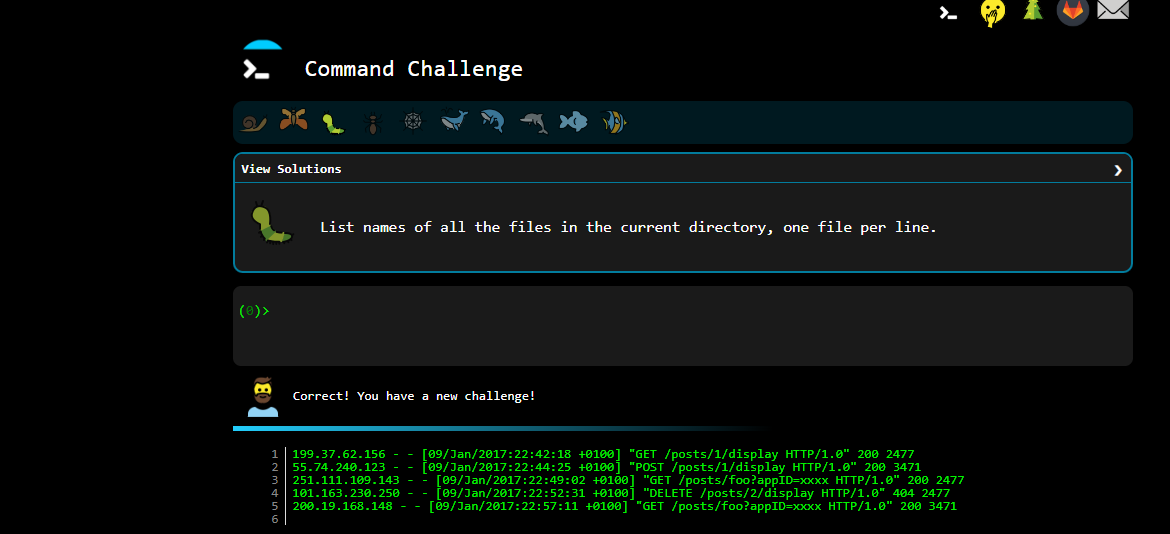 Command Challenge
View Solutions
List names of all the files in the current directory, one file per line.
(0)>
Correct! You have a new challenge!
1 199.37.62.156 - - [09/Jan/2017:22:42:18 +0100] "GET /posts/1/display HTTP/1.0" 200 2477
2 55.74.240.123 - - [09/Jan/2017:22:44:25 +0100] "POST /posts/1/display HTTP/1.0" 200 3471
3 251.111.109.143 - - [09/Jan/2017:22:49:02 +0100] "GET /posts/foo?appID=xxxx HTTP/1.0" 200 2477
4 101.163.230.250 - - [09/Jan/2017:22:52:31 +0100] "DELETE /posts/2/display HTTP/1.0" 404 2477
5 200.19.168.148 - - [09/Jan/2017:22:57:11 +0100] "GET /posts/foo?appID=xxxx HTTP/1.0" 200 3471
6